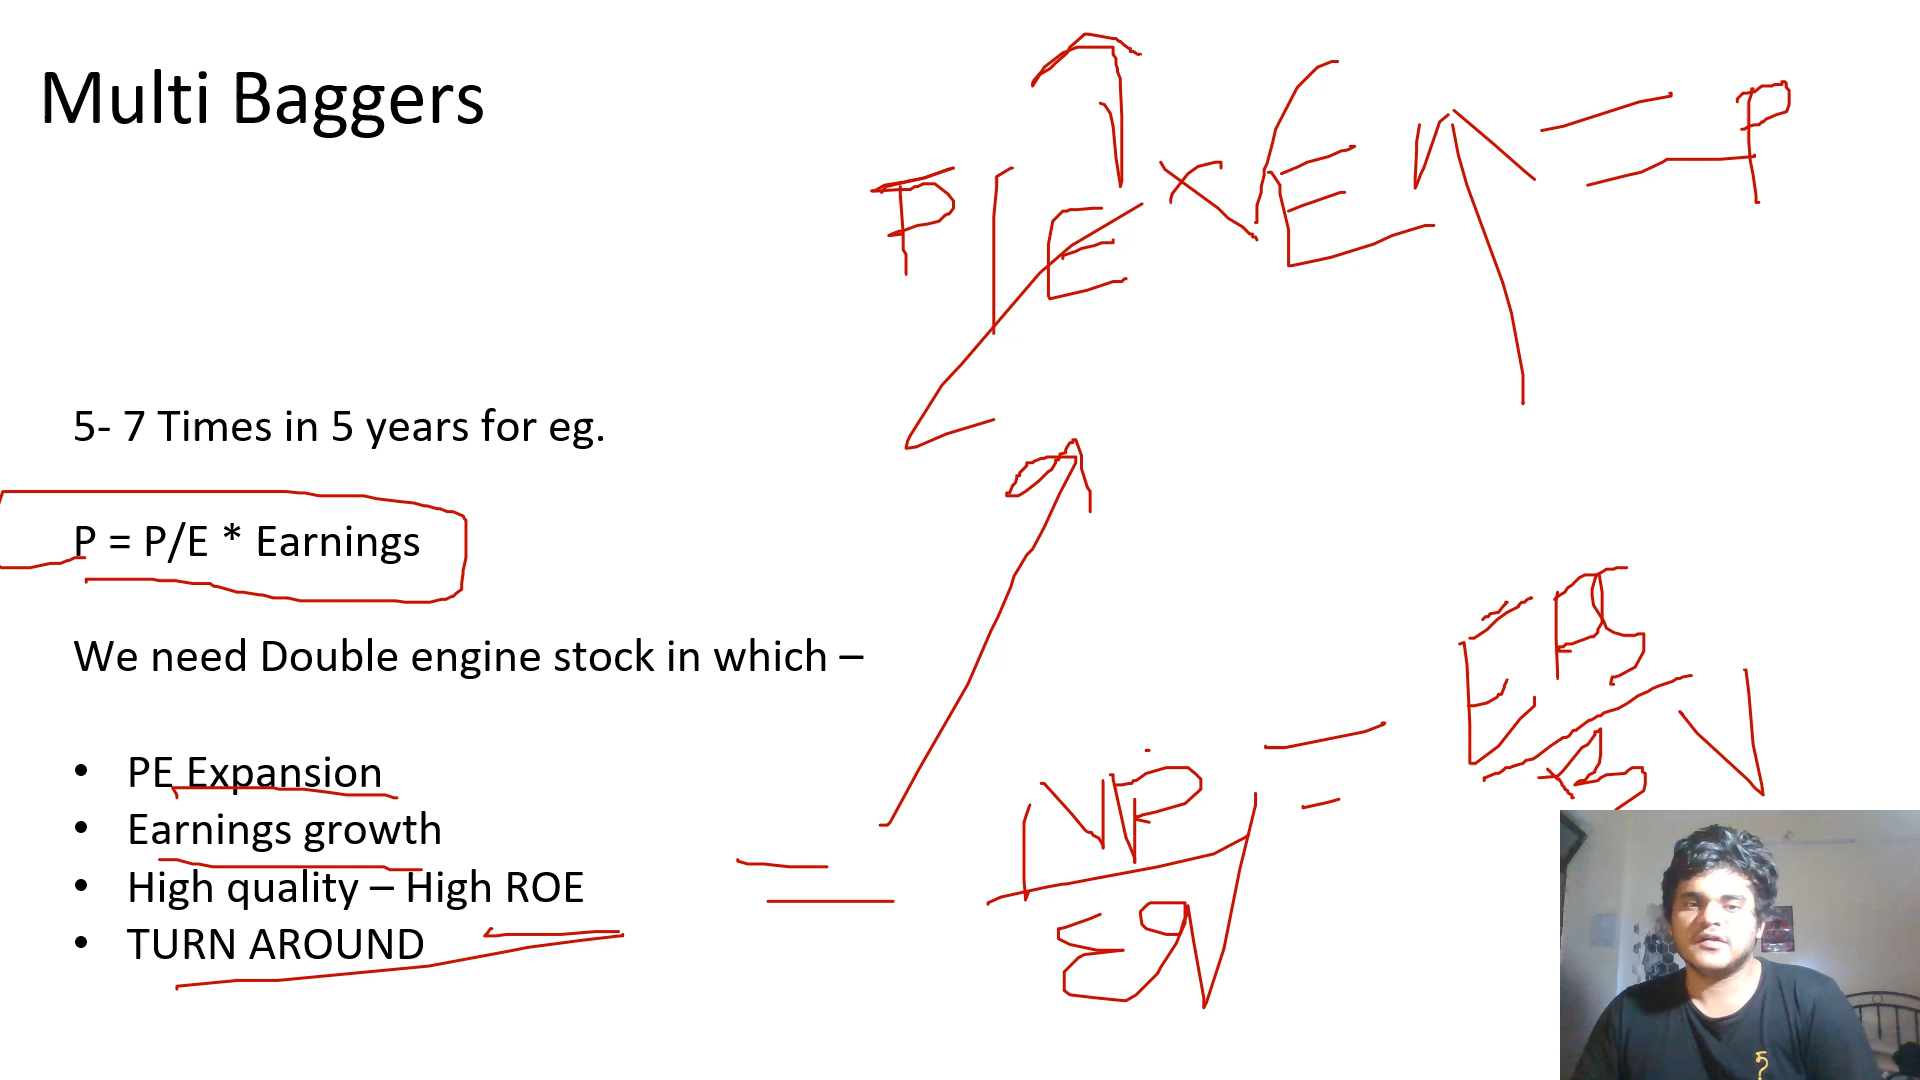 Multi Baggers
P/E × E = P
5- 7 Times in 5 years for eg.
P = P/E * Earnings
We need Double engine stock in which –
• PE Expansion
• Earnings growth
• High quality – High ROE
• TURN AROUND
= NP =
Eq